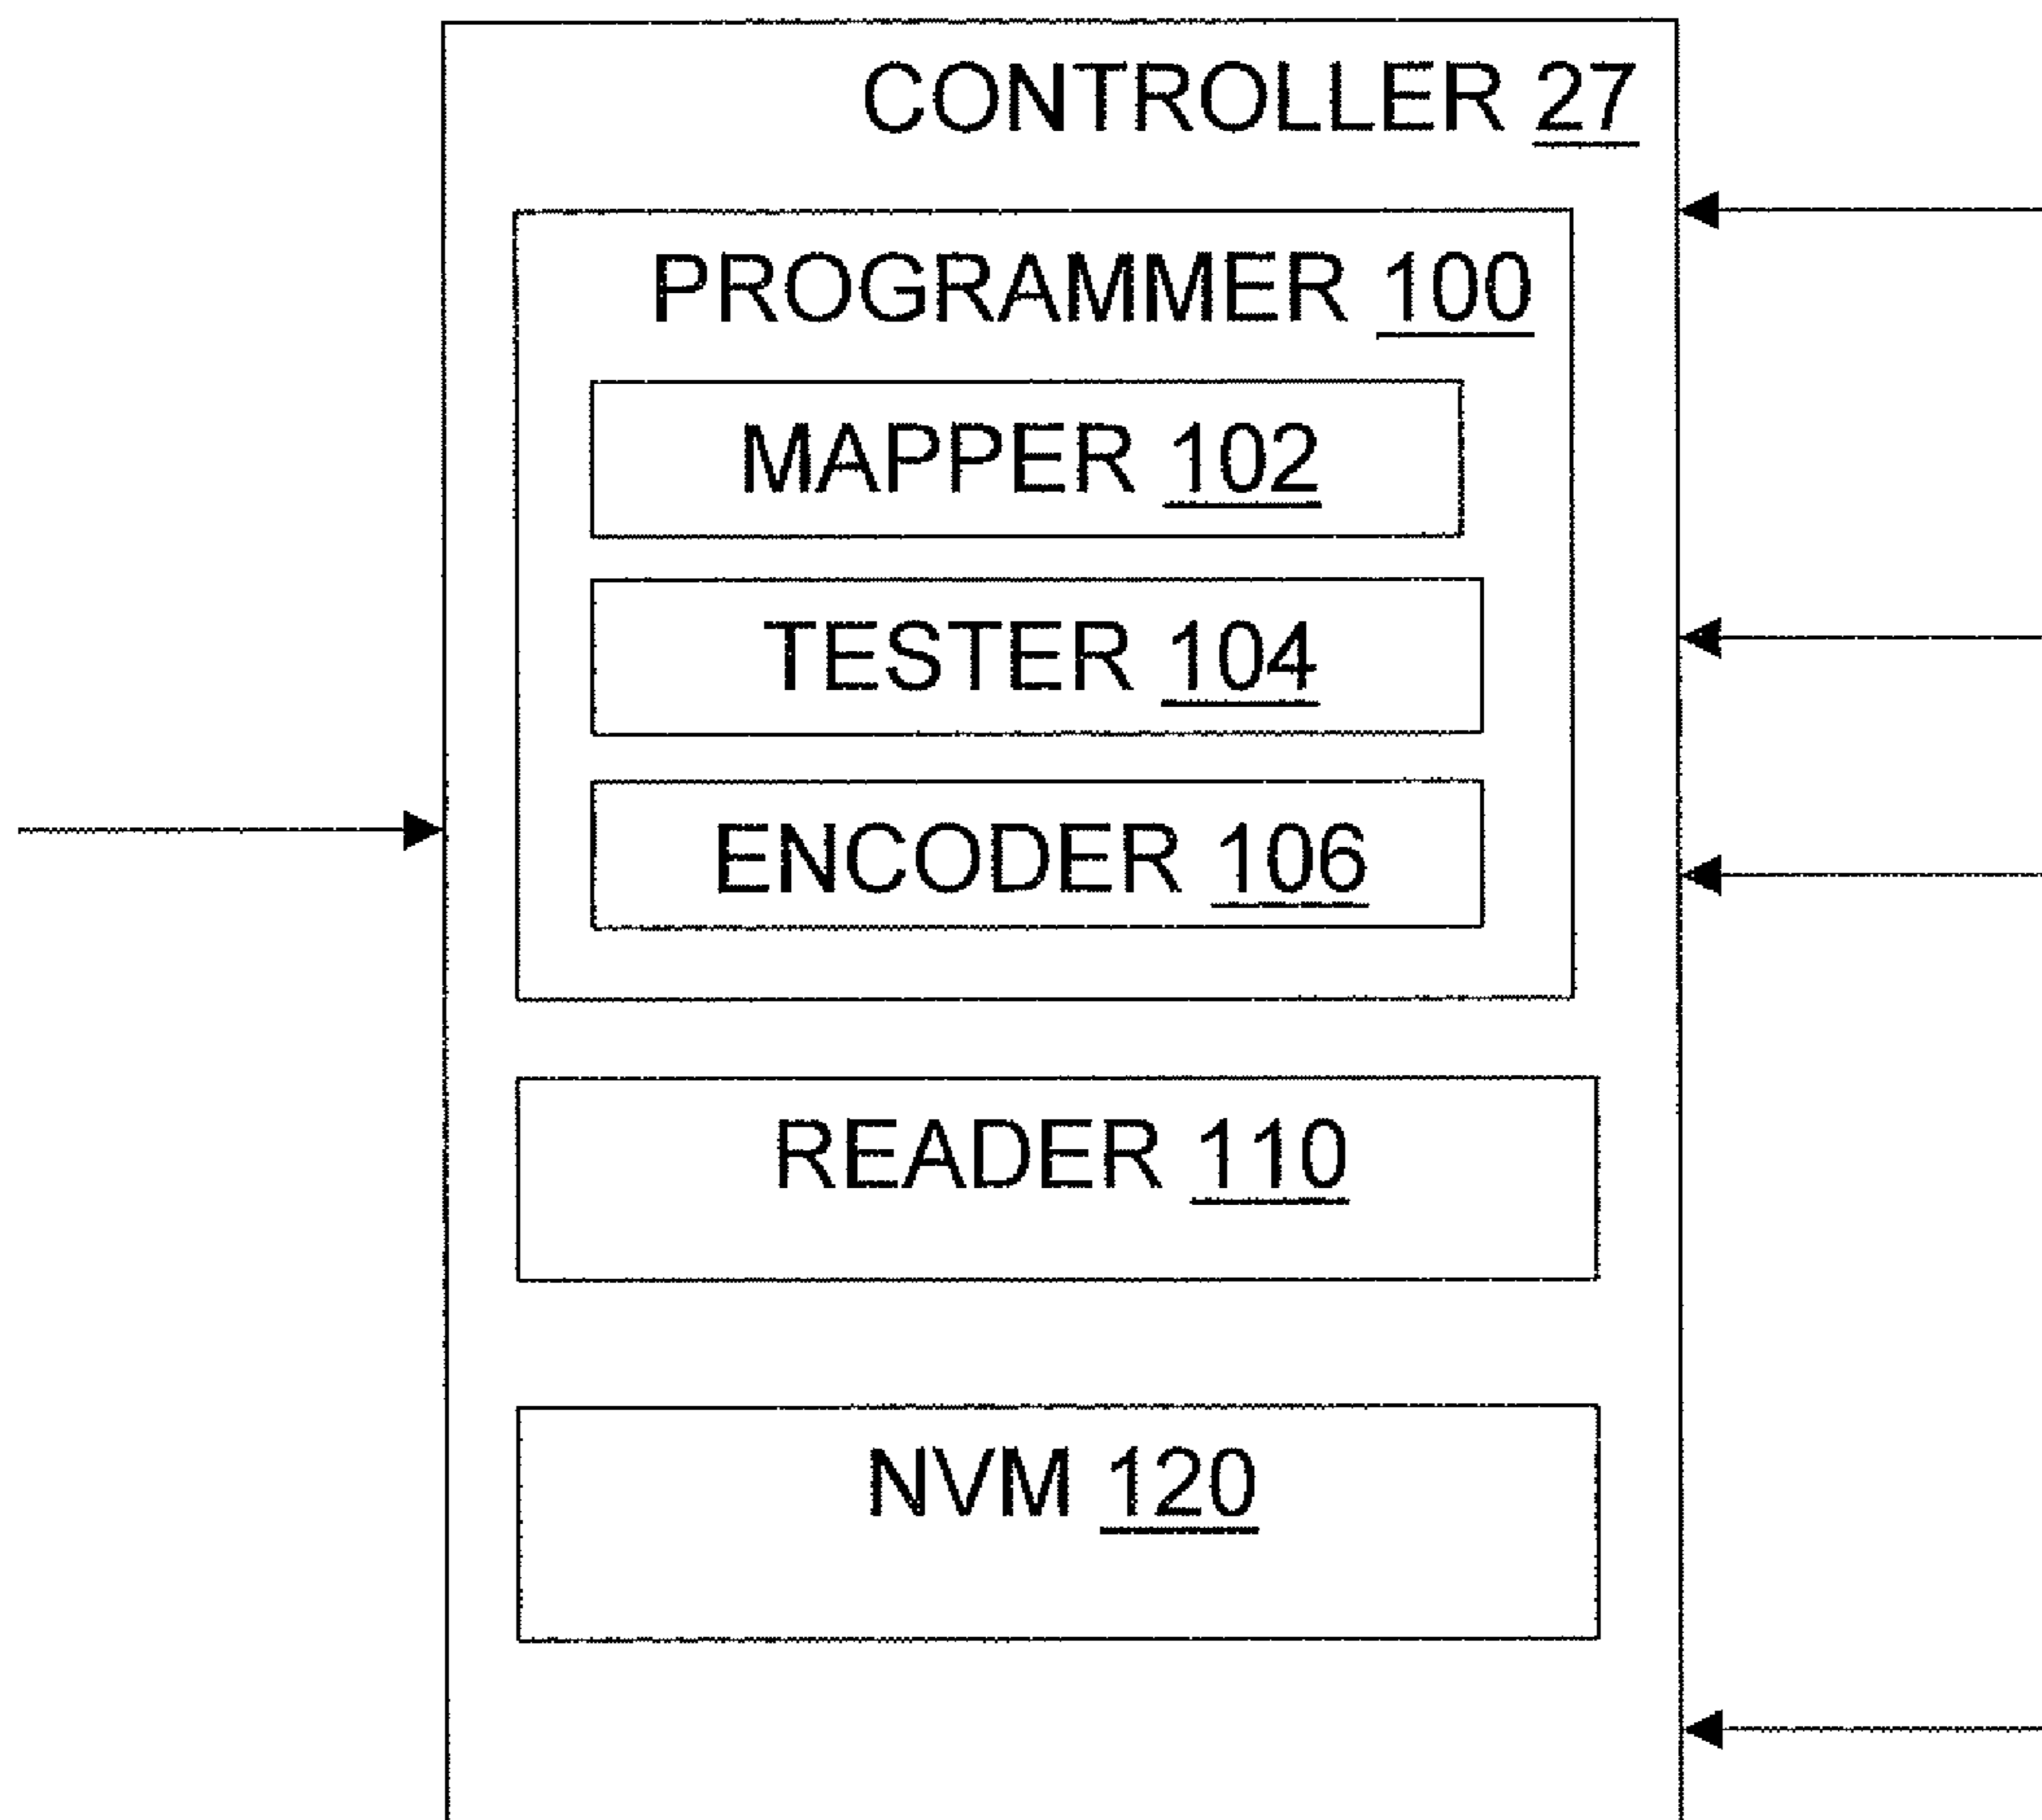 CONTROLLER 27
PROGRAMMER 100
MAPPER 102
TESTER 104
ENCODER 106
READER 110
NVM 120